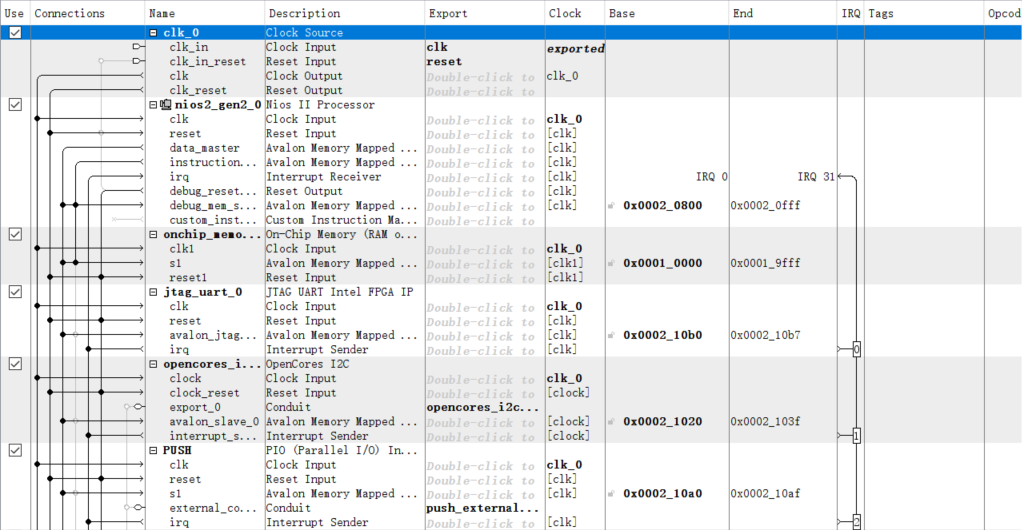 Use Connections Name Description Export Clock Base End IRQ Tags Opcod
clk_0 Clock Source
clk_in Clock Input clk exported
clk_in_reset Reset Input reset
clk Clock Output Double-click to clk_0
clk_reset Reset Output Double-click to
nios2_gen2_0 Nios II Processor
clk Clock Input Double-click to clk_0
reset Reset Input Double-click to [clk]
data_master Avalon Memory Mapped ... Double-click to [clk]
instruction... Avalon Memory Mapped ... Double-click to [clk]
irq Interrupt Receiver Double-click to [clk] IRQ 0 IRQ 31
debug_reset... Reset Output Double-click to [clk]
debug_mem_s... Avalon Memory Mapped ... Double-click to [clk] 0x0002_0800 0x0002_0fff
custom_inst... Custom Instruction Ma... Double-click to
onchip_memo... On-Chip Memory (RAM o...
clk1 Clock Input Double-click to clk_0
s1 Avalon Memory Mapped ... Double-click to [clk1] 0x0001_0000 0x0001_9fff
reset1 Reset Input Double-click to [clk1]
jtag_uart_0 JTAG UART Intel FPGA IP
clk Clock Input Double-click to clk_0
reset Reset Input Double-click to [clk]
avalon_jtag... Avalon Memory Mapped ... Double-click to [clk] 0x0002_10b0 0x0002_10b7
irq Interrupt Sender Double-click to [clk] 0
opencores_i... OpenCores I2C
clock Clock Input Double-click to clk_0
clock_reset Reset Input Double-click to [clock]
export_0 Conduit opencores_i2c...
avalon_slave_0 Avalon Memory Mapped ... Double-click to [clock] 0x0002_1020 0x0002_103f
interrupt_s... Interrupt Sender Double-click to [clock] 1
PUSH PIO (Parallel I/O) In...
clk Clock Input Double-click to clk_0
reset Reset Input Double-click to [clk]
s1 Avalon Memory Mapped ... Double-click to [clk] 0x0002_10a0 0x0002_10af
external_co... Conduit push_external...
irq Interrupt Sender Double-click to [clk] 2